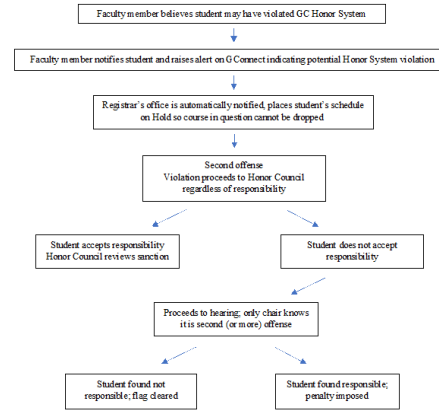 Faculty member believes student may have violated GC Honor System
Faculty member notifies student and raises alert on GConnect indicating potential Honor System violation
Registrar's office is automatically notified, places student's schedule
on Hold so course in question cannot be dropped
Second offense
Violation proceeds to Honor Council
regardless of responsibility
Student accepts responsibility
Honor Council reviews sanction
Student does not accept
responsibility
Proceeds to hearing; only chair knows
it is second (or more) offense
Student found not
responsible; flag cleared
Student found responsible;
penalty imposed